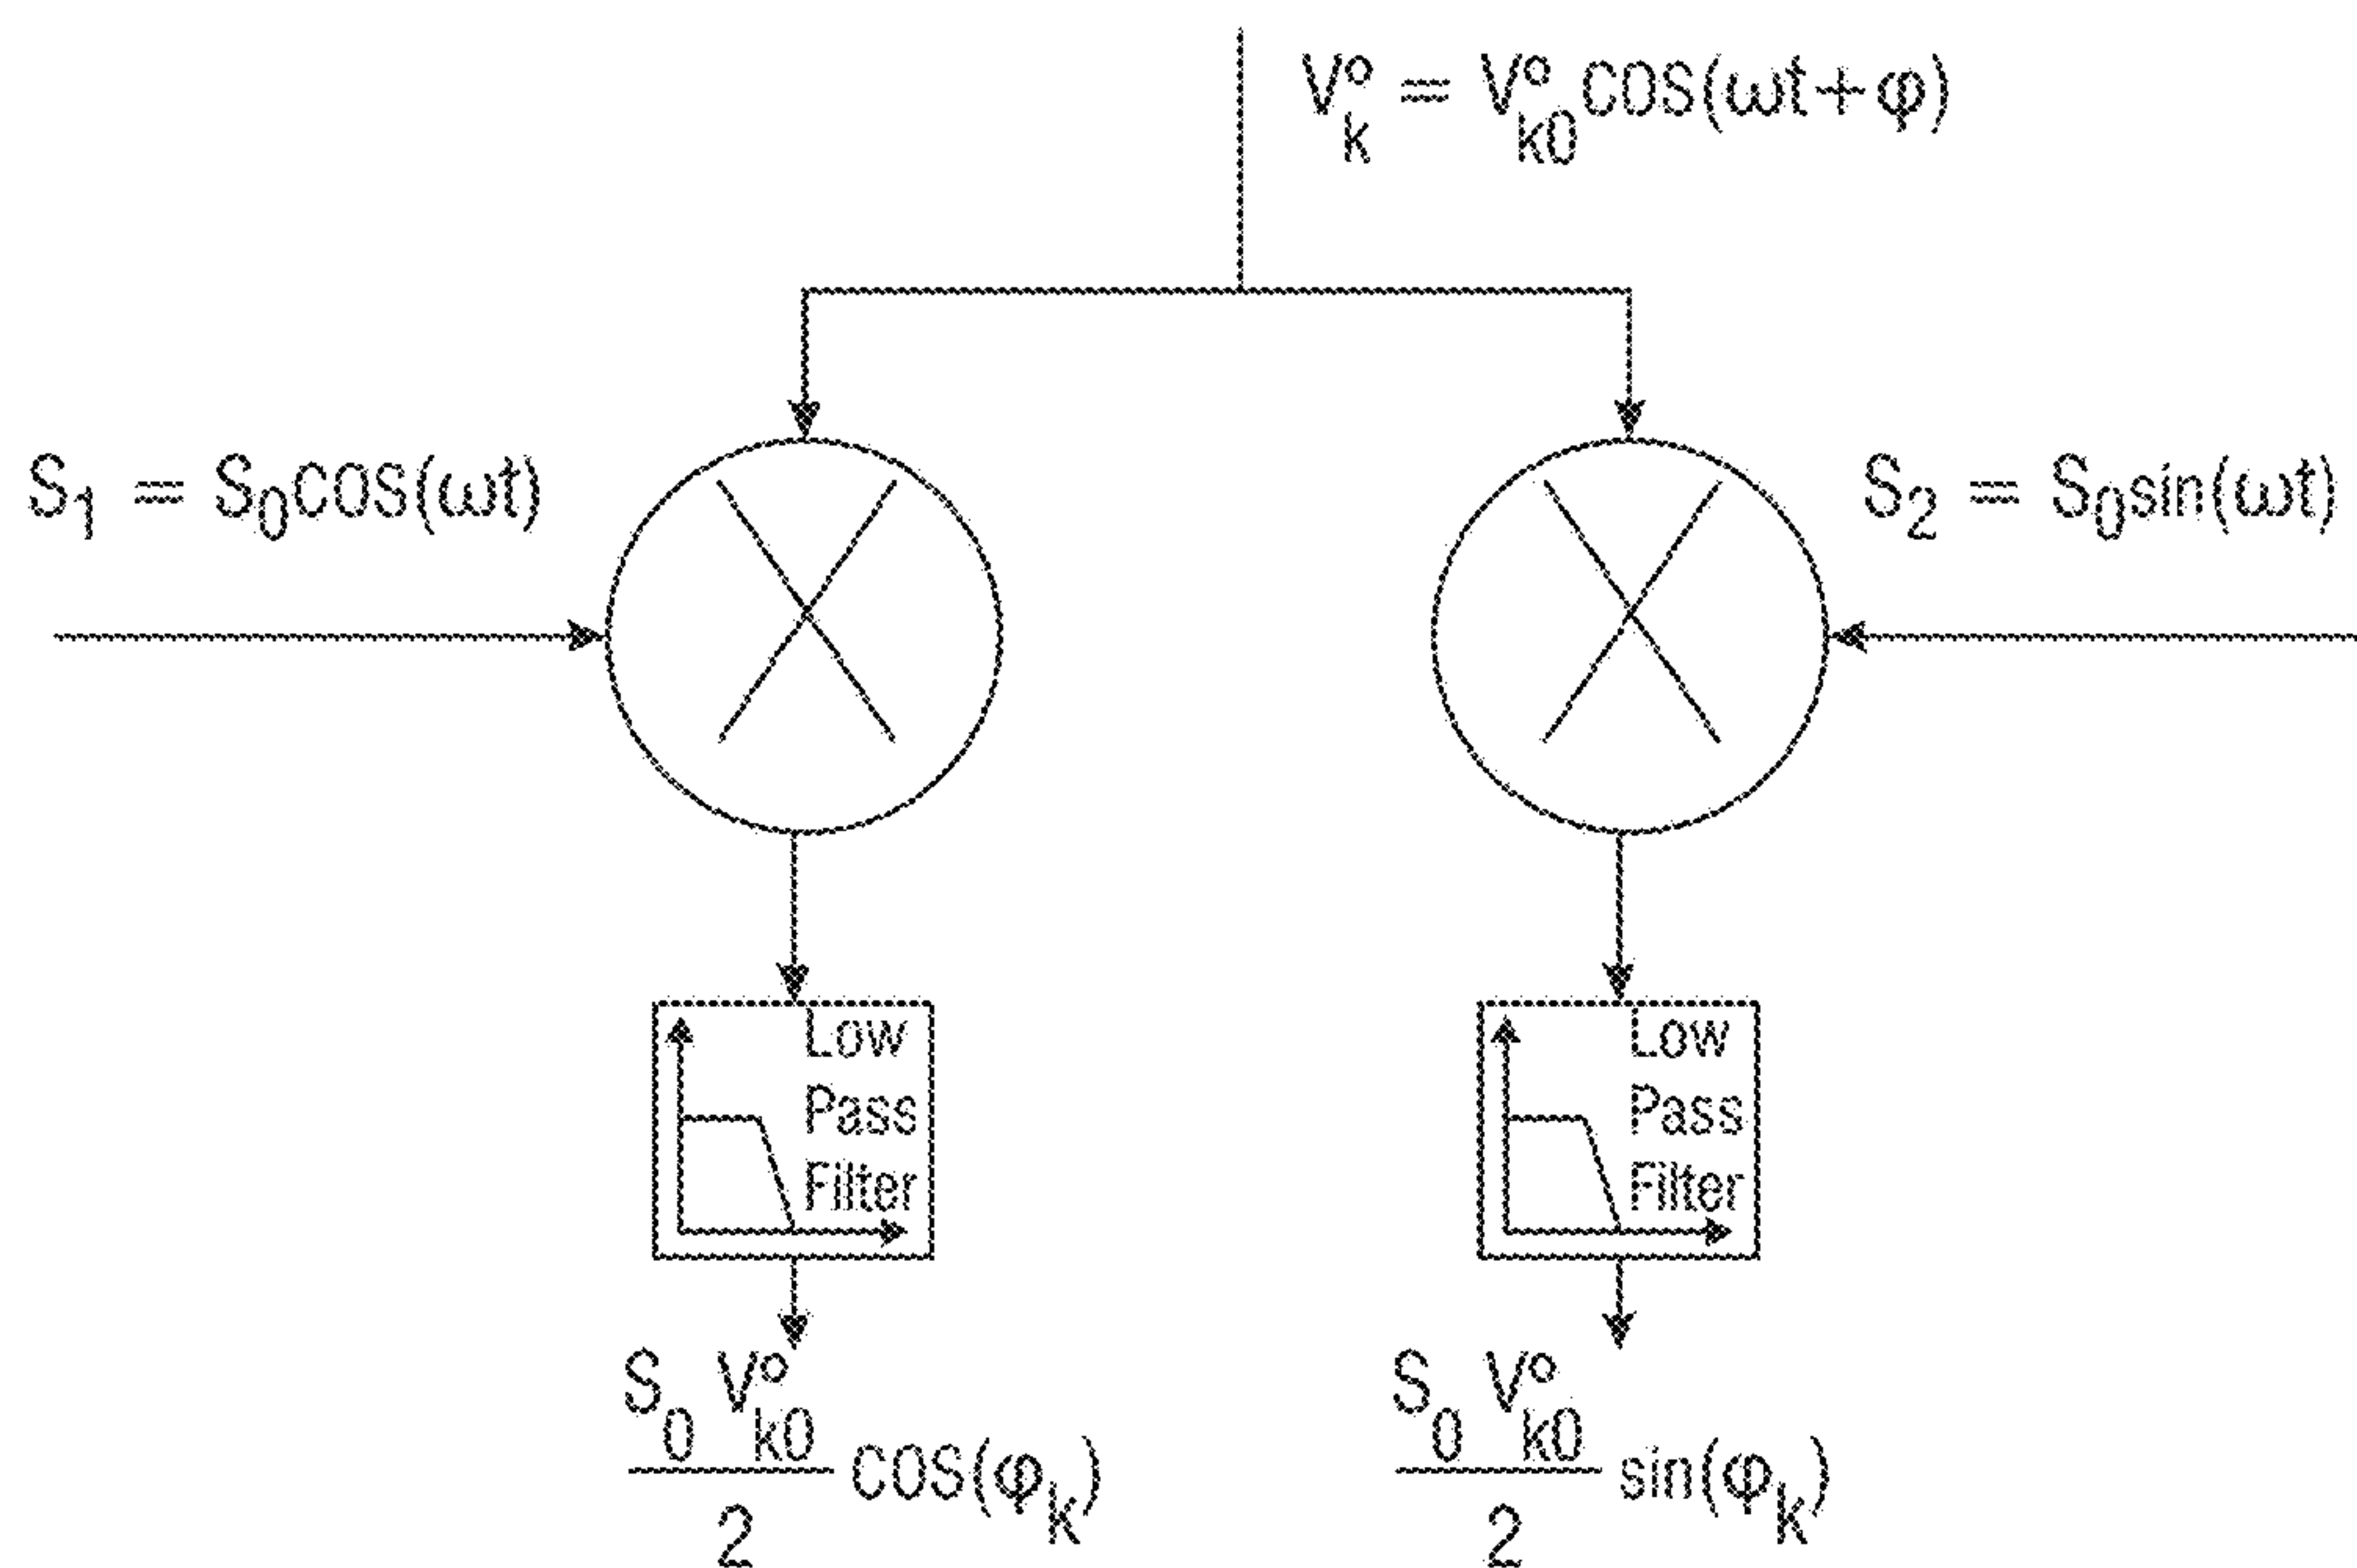 V°k = V°k0 cos(ωt+φ)
S1 = S0cos(ωt)
S2 = S0sin(ωt)
Low
Pass
Filter
Low
Pass
Filter
S0 V°k0
2
cos(φk)
S0 V°k0
2
sin(φk)